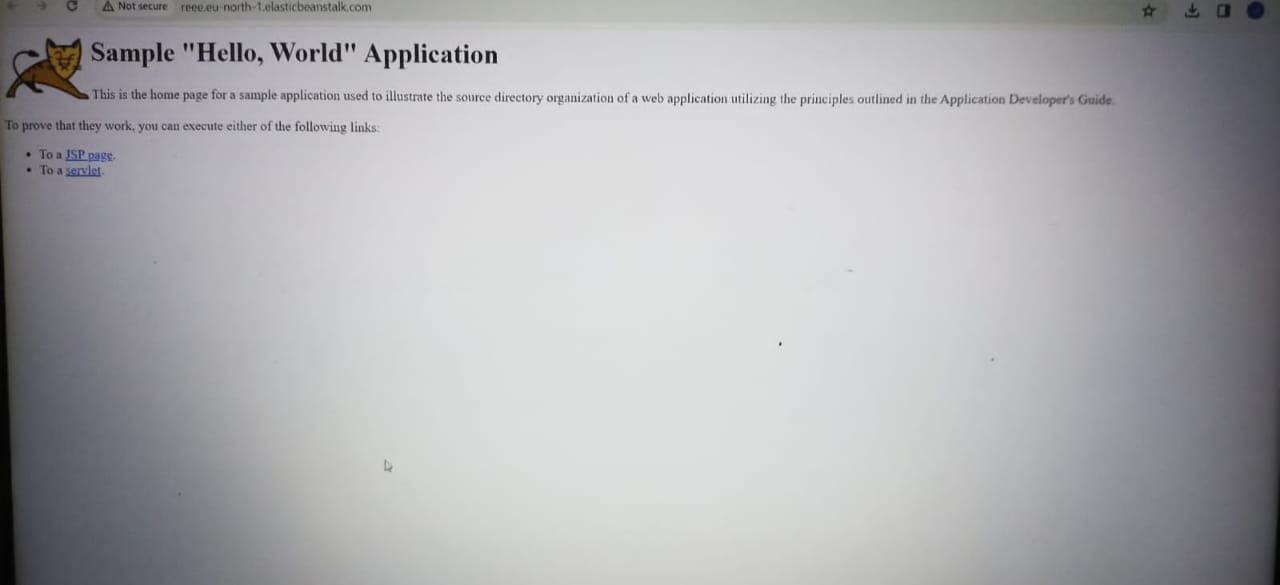 Not secure reee.eu-north-1.elasticbeanstalk.com
Sample "Hello, World" Application
This is the home page for a sample application used to illustrate the source directory organization of a web application utilizing the principles outlined in the Application Developer's Guide.
To prove that they work, you can execute either of the following links:
• To a JSP page.
• To a servlet.